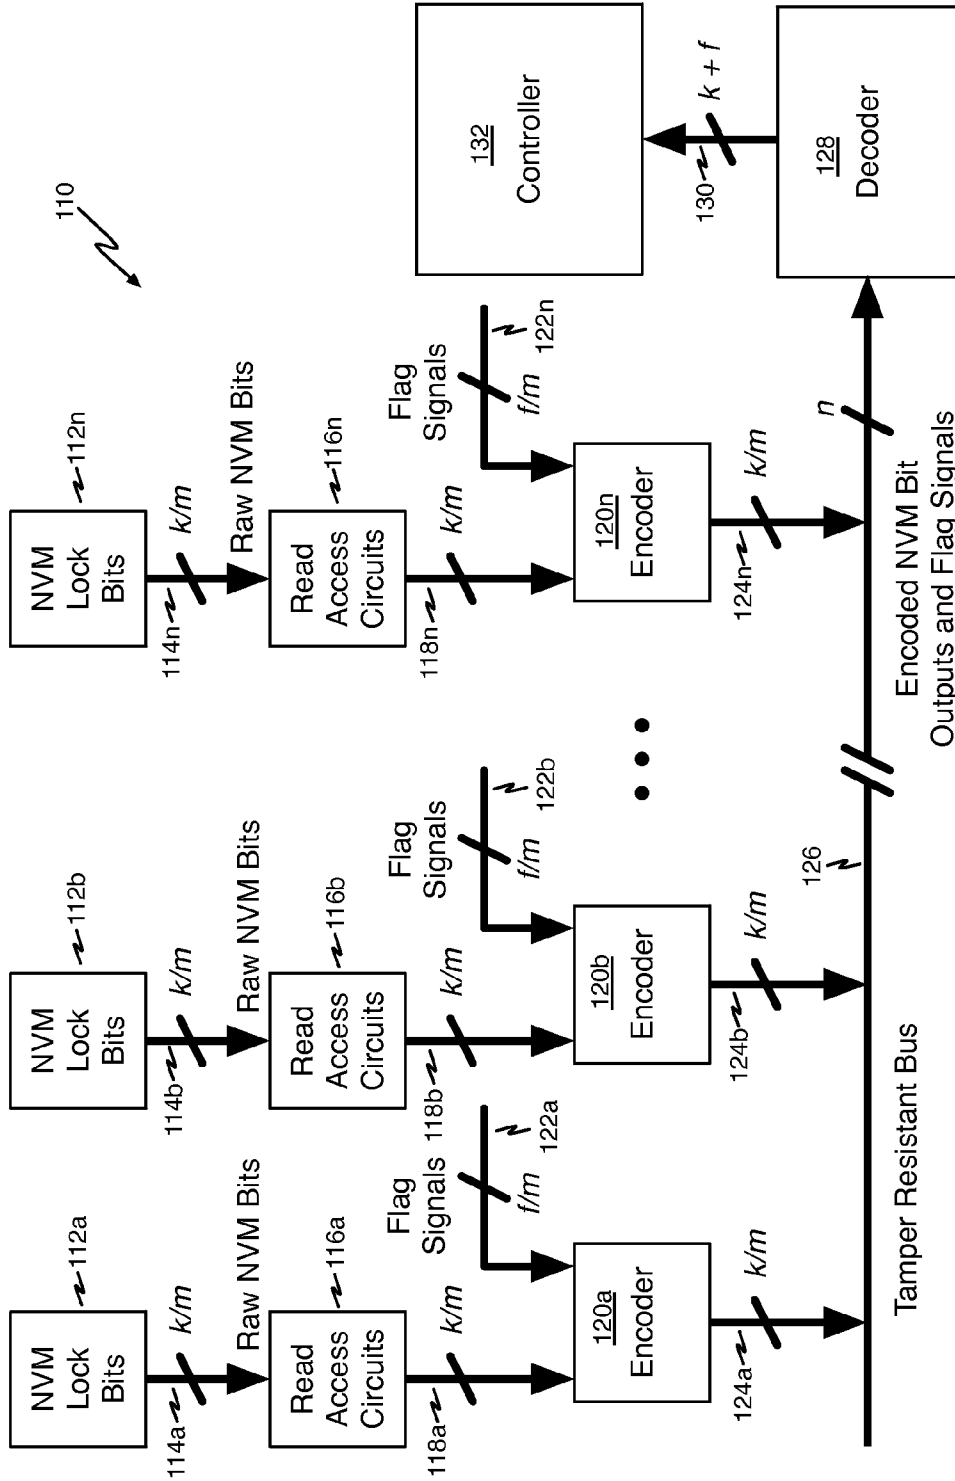 110
NVM
Lock
Bits
112a
114a
k/m
Raw NVM Bits
Read
Access
Circuits
116a
118a
k/m
Flag
Signals
f/m
122a
120a
Encoder
124a
k/m
NVM
Lock
Bits
112b
114b
k/m
Raw NVM Bits
Read
Access
Circuits
116b
118b
k/m
Flag
Signals
f/m
122b
120b
Encoder
124b
k/m
NVM
Lock
Bits
112n
114n
k/m
Raw NVM Bits
Read
Access
Circuits
116n
118n
k/m
Flag
Signals
f/m
122n
120n
Encoder
124n
k/m
132
Controller
130
k + f
128
Decoder
126
n
Tamper Resistant Bus
Encoded NVM Bit
Outputs and Flag Signals